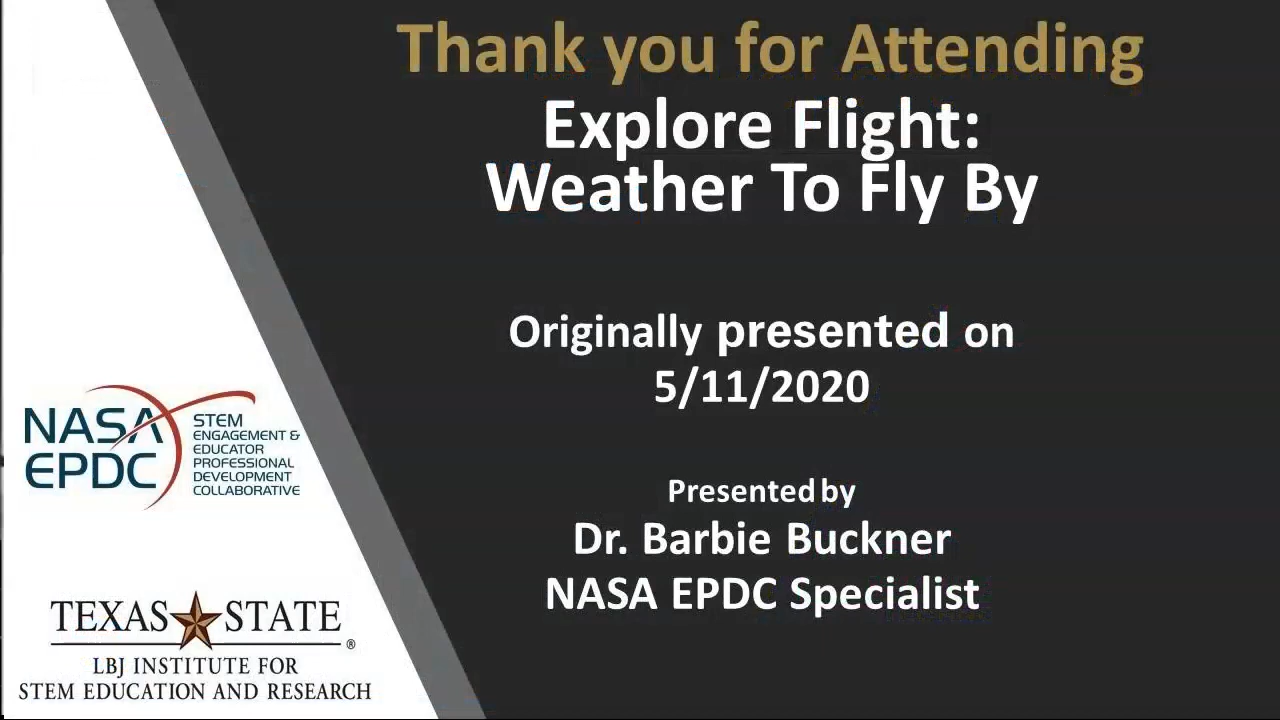 Thank you for Attending
Explore Flight:
Weather To Fly By
Originally presented on
5/11/2020
Presented by
Dr. Barbie Buckner
NASA EPDC Specialist
NASA
EPDC
STEM
ENGAGEMENT &
EDUCATOR
PROFESSIONAL
DEVELOPMENT
COLLABORATIVE
TEXAS STATE
®
LBJ INSTITUTE FOR
STEM EDUCATION AND RESEARCH